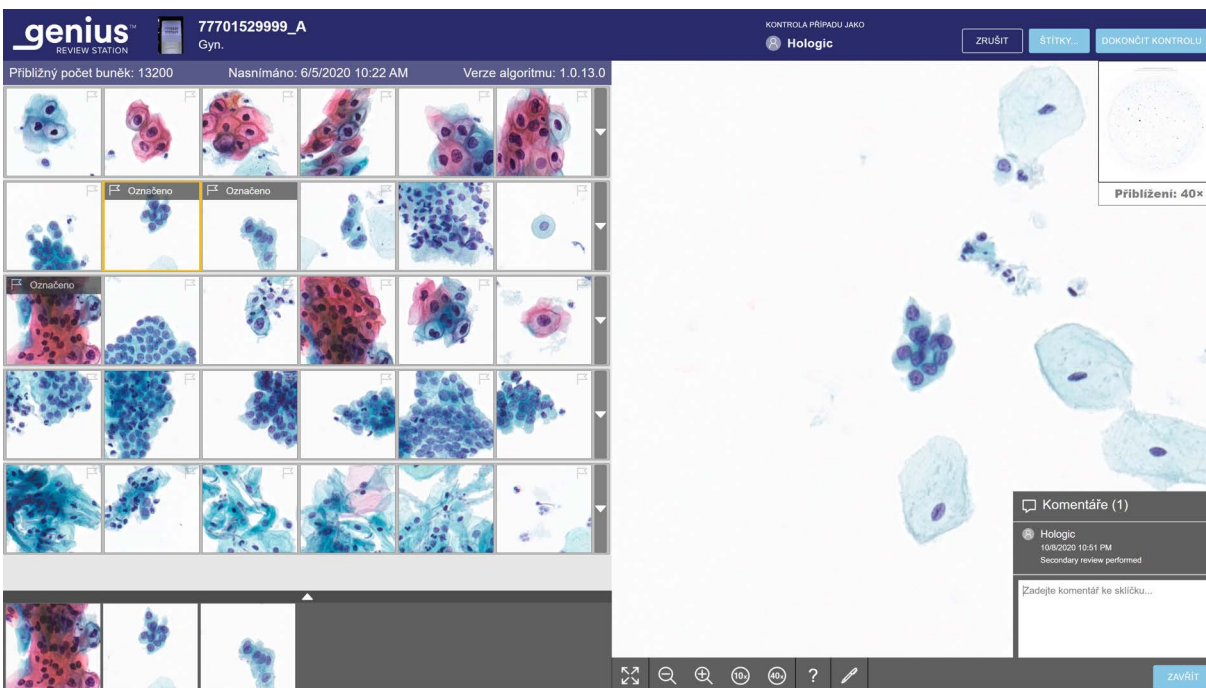 genius™
REVIEW STATION
77701529999_A
Gyn.
KONTROLA PŘÍPADU JAKO
Hologic
ZRUŠIT
ŠTÍTKY...
DOKONČIT KONTROLU
Přibližný počet buněk: 13200
Nasnímáno: 6/5/2020 10:22 AM
Verze algoritmu: 1.0.13.0
Označeno
Označeno
Označeno
Přiblížení: 40×
Komentáře (1)
Hologic
10/8/2020 10:51 PM
Secondary review performed
Zadejte komentář ke sklíčku...
10x
40x
?
ZAVŘÍT